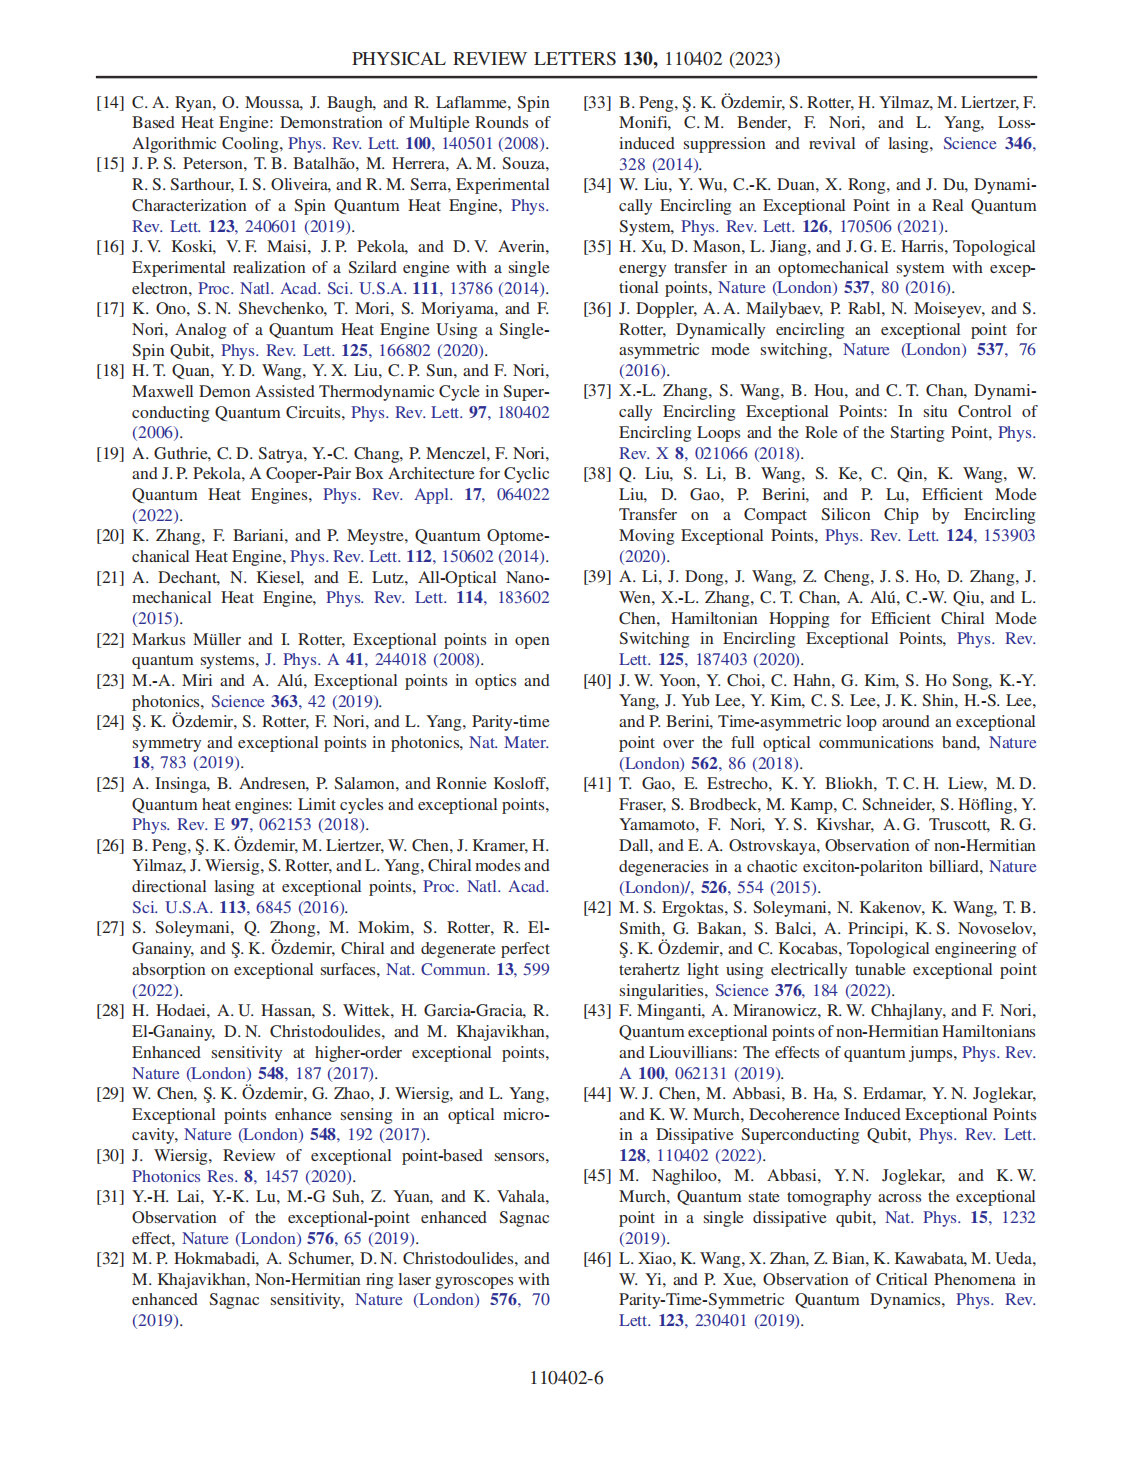 PHYSICAL REVIEW LETTERS 130, 110402 (2023)
[14] C. A. Ryan, O. Moussa, J. Baugh, and R. Laflamme, Spin
Based Heat Engine: Demonstration of Multiple Rounds of
Algorithmic Cooling, Phys. Rev. Lett. 100, 140501 (2008).
[15] J. P. S. Peterson, T. B. Batalhão, M. Herrera, A. M. Souza,
R. S. Sarthour, I. S. Oliveira, and R. M. Serra, Experimental
Characterization of a Spin Quantum Heat Engine, Phys.
Rev. Lett. 123, 240601 (2019).
[16] J. V. Koski, V. F. Maisi, J. P. Pekola, and D. V. Averin,
Experimental realization of a Szilard engine with a single
electron, Proc. Natl. Acad. Sci. U.S.A. 111, 13786 (2014).
[17] K. Ono, S. N. Shevchenko, T. Mori, S. Moriyama, and F.
Nori, Analog of a Quantum Heat Engine Using a Single-
Spin Qubit, Phys. Rev. Lett. 125, 166802 (2020).
[18] H. T. Quan, Y. D. Wang, Y. X. Liu, C. P. Sun, and F. Nori,
Maxwell Demon Assisted Thermodynamic Cycle in Super-
conducting Quantum Circuits, Phys. Rev. Lett. 97, 180402
(2006).
[19] A. Guthrie, C. D. Satrya, Y.-C. Chang, P. Menczel, F. Nori,
and J. P. Pekola, A Cooper-Pair Box Architecture for Cyclic
Quantum Heat Engines, Phys. Rev. Appl. 17, 064022
(2022).
[20] K. Zhang, F. Bariani, and P. Meystre, Quantum Optome-
chanical Heat Engine, Phys. Rev. Lett. 112, 150602 (2014).
[21] A. Dechant, N. Kiesel, and E. Lutz, All-Optical Nano-
mechanical Heat Engine, Phys. Rev. Lett. 114, 183602
(2015).
[22] Markus Müller and I. Rotter, Exceptional points in open
quantum systems, J. Phys. A 41, 244018 (2008).
[23] M.-A. Miri and A. Alú, Exceptional points in optics and
photonics, Science 363, 42 (2019).
[24] Ş. K. Özdemir, S. Rotter, F. Nori, and L. Yang, Parity-time
symmetry and exceptional points in photonics, Nat. Mater.
18, 783 (2019).
[25] A. Insinga, B. Andresen, P. Salamon, and Ronnie Kosloff,
Quantum heat engines: Limit cycles and exceptional points,
Phys. Rev. E 97, 062153 (2018).
[26] B. Peng, Ş. K. Özdemir, M. Liertzer, W. Chen, J. Kramer, H.
Yilmaz, J. Wiersig, S. Rotter, and L. Yang, Chiral modes and
directional lasing at exceptional points, Proc. Natl. Acad.
Sci. U.S.A. 113, 6845 (2016).
[27] S. Soleymani, Q. Zhong, M. Mokim, S. Rotter, R. El-
Ganainy, and Ş. K. Özdemir, Chiral and degenerate perfect
absorption on exceptional surfaces, Nat. Commun. 13, 599
(2022).
[28] H. Hodaei, A. U. Hassan, S. Wittek, H. Garcia-Gracia, R.
El-Ganainy, D. N. Christodoulides, and M. Khajavikhan,
Enhanced sensitivity at higher-order exceptional points,
Nature (London) 548, 187 (2017).
[29] W. Chen, Ş. K. Özdemir, G. Zhao, J. Wiersig, and L. Yang,
Exceptional points enhance sensing in an optical micro-
cavity, Nature (London) 548, 192 (2017).
[30] J. Wiersig, Review of exceptional point-based sensors,
Photonics Res. 8, 1457 (2020).
[31] Y.-H. Lai, Y.-K. Lu, M.-G Suh, Z. Yuan, and K. Vahala,
Observation of the exceptional-point enhanced Sagnac
effect, Nature (London) 576, 65 (2019).
[32] M. P. Hokmabadi, A. Schumer, D. N. Christodoulides, and
M. Khajavikhan, Non-Hermitian ring laser gyroscopes with
enhanced Sagnac sensitivity, Nature (London) 576, 70
(2019).
[33] B. Peng, Ş. K. Özdemir, S. Rotter, H. Yilmaz, M. Liertzer, F.
Monifi, C. M. Bender, F. Nori, and L. Yang, Loss-
induced suppression and revival of lasing, Science 346,
328 (2014).
[34] W. Liu, Y. Wu, C.-K. Duan, X. Rong, and J. Du, Dynami-
cally Encircling an Exceptional Point in a Real Quantum
System, Phys. Rev. Lett. 126, 170506 (2021).
[35] H. Xu, D. Mason, L. Jiang, and J. G. E. Harris, Topological
energy transfer in an optomechanical system with excep-
tional points, Nature (London) 537, 80 (2016).
[36] J. Doppler, A. A. Mailybaev, P. Rabl, N. Moiseyev, and S.
Rotter, Dynamically encircling an exceptional point for
asymmetric mode switching, Nature (London) 537, 76
(2016).
[37] X.-L. Zhang, S. Wang, B. Hou, and C. T. Chan, Dynami-
cally Encircling Exceptional Points: In situ Control of
Encircling Loops and the Role of the Starting Point, Phys.
Rev. X 8, 021066 (2018).
[38] Q. Liu, S. Li, B. Wang, S. Ke, C. Qin, K. Wang, W.
Liu, D. Gao, P. Berini, and P. Lu, Efficient Mode
Transfer on a Compact Silicon Chip by Encircling
Moving Exceptional Points, Phys. Rev. Lett. 124, 153903
(2020).
[39] A. Li, J. Dong, J. Wang, Z. Cheng, J. S. Ho, D. Zhang, J.
Wen, X.-L. Zhang, C. T. Chan, A. Alú, C.-W. Qiu, and L.
Chen, Hamiltonian Hopping for Efficient Chiral Mode
Switching in Encircling Exceptional Points, Phys. Rev.
Lett. 125, 187403 (2020).
[40] J. W. Yoon, Y. Choi, C. Hahn, G. Kim, S. Ho Song, K.-Y.
Yang, J. Yub Lee, Y. Kim, C. S. Lee, J. K. Shin, H.-S. Lee,
and P. Berini, Time-asymmetric loop around an exceptional
point over the full optical communications band, Nature
(London) 562, 86 (2018).
[41] T. Gao, E. Estrecho, K. Y. Bliokh, T. C. H. Liew, M. D.
Fraser, S. Brodbeck, M. Kamp, C. Schneider, S. Höfling, Y.
Yamamoto, F. Nori, Y. S. Kivshar, A. G. Truscott, R. G.
Dall, and E. A. Ostrovskaya, Observation of non-Hermitian
degeneracies in a chaotic exciton-polariton billiard, Nature
(London)/, 526, 554 (2015).
[42] M. S. Ergoktas, S. Soleymani, N. Kakenov, K. Wang, T. B.
Smith, G. Bakan, S. Balci, A. Principi, K. S. Novoselov,
Ş. K. Özdemir, and C. Kocabas, Topological engineering of
terahertz light using electrically tunable exceptional point
singularities, Science 376, 184 (2022).
[43] F. Minganti, A. Miranowicz, R. W. Chhajlany, and F. Nori,
Quantum exceptional points of non-Hermitian Hamiltonians
and Liouvillians: The effects of quantum jumps, Phys. Rev.
A 100, 062131 (2019).
[44] W. J. Chen, M. Abbasi, B. Ha, S. Erdamar, Y. N. Joglekar,
and K. W. Murch, Decoherence Induced Exceptional Points
in a Dissipative Superconducting Qubit, Phys. Rev. Lett.
128, 110402 (2022).
[45] M. Naghiloo, M. Abbasi, Y. N. Joglekar, and K. W.
Murch, Quantum state tomography across the exceptional
point in a single dissipative qubit, Nat. Phys. 15, 1232
(2019).
[46] L. Xiao, K. Wang, X. Zhan, Z. Bian, K. Kawabata, M. Ueda,
W. Yi, and P. Xue, Observation of Critical Phenomena in
Parity-Time-Symmetric Quantum Dynamics, Phys. Rev.
Lett. 123, 230401 (2019).
110402-6